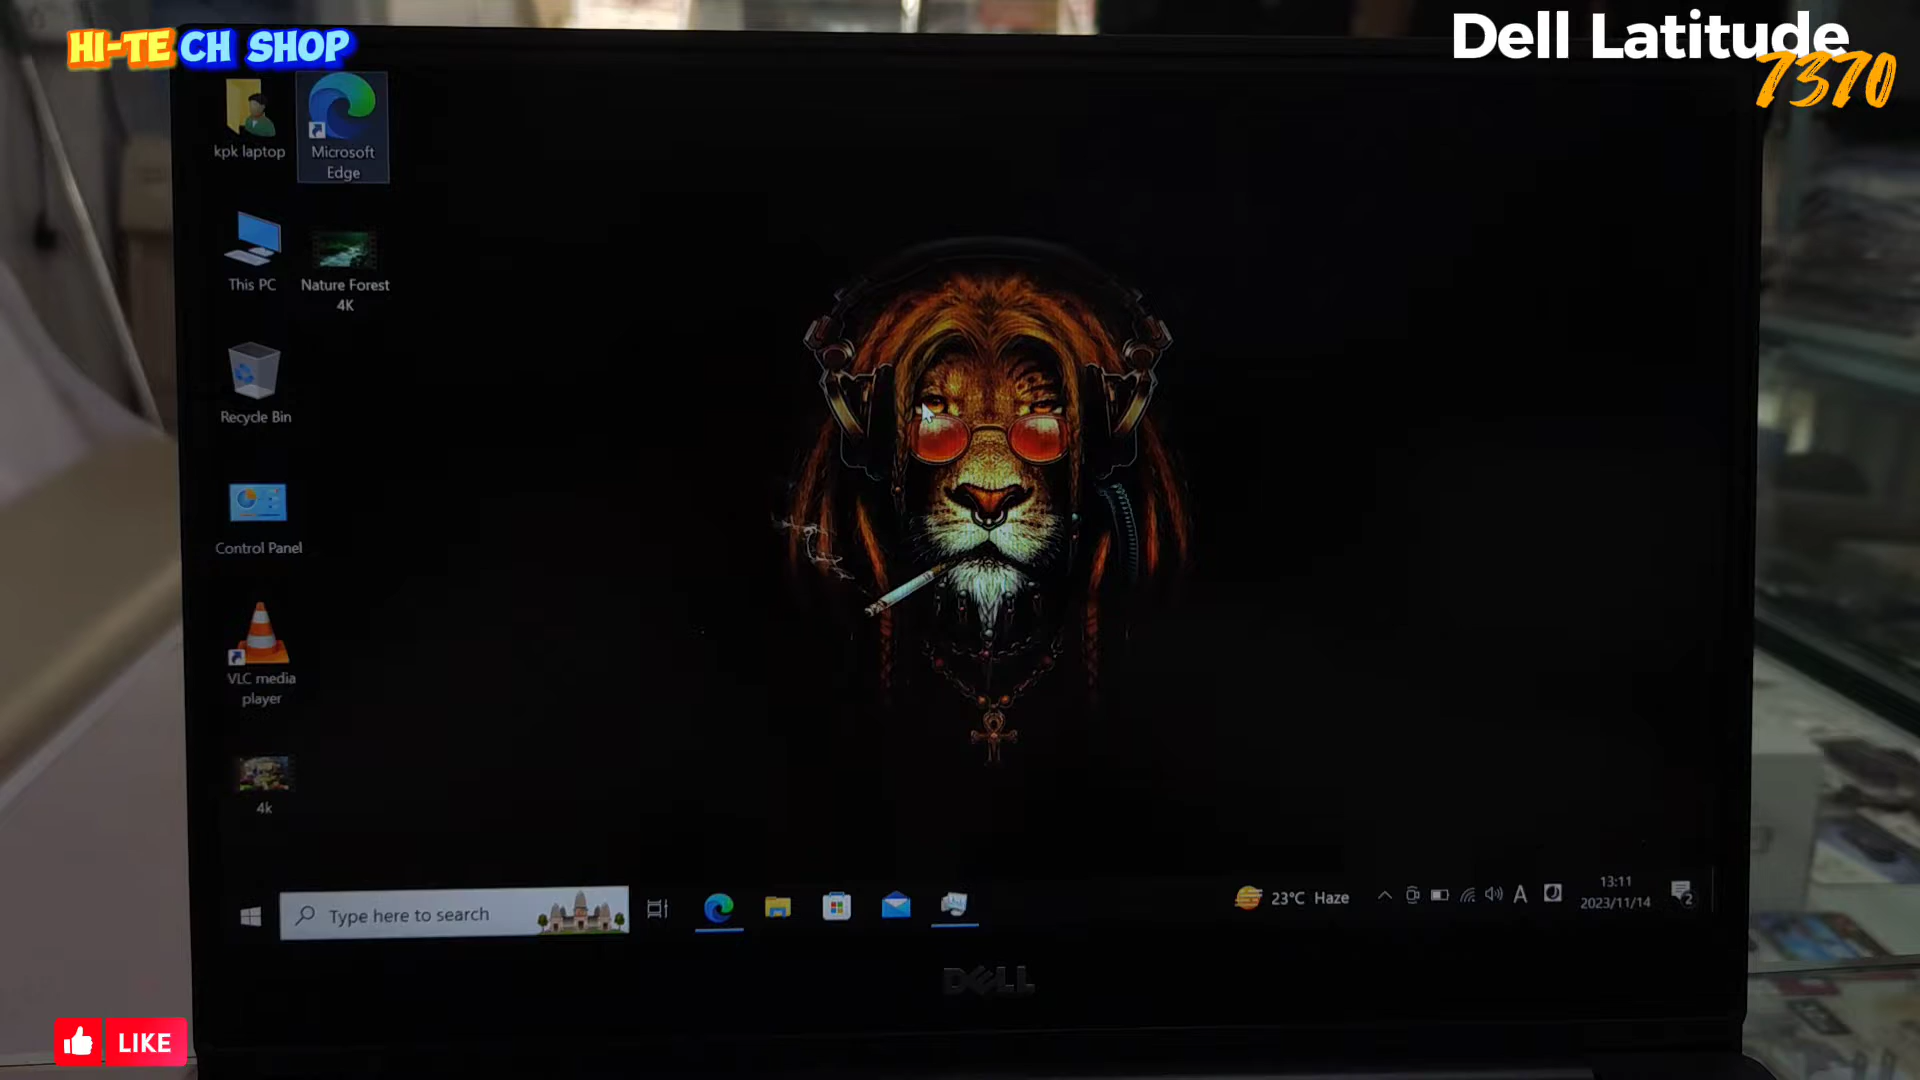 HI-TECH SHOP
Dell Latitude
7370
kpk laptop
Microsoft
Edge
This PC
Nature Forest
4K
Recycle Bin
Control Panel
VLC media
player
4k
Type here to search
23°C Haze
A
13:11
2023/11/14
2
DELL
LIKE